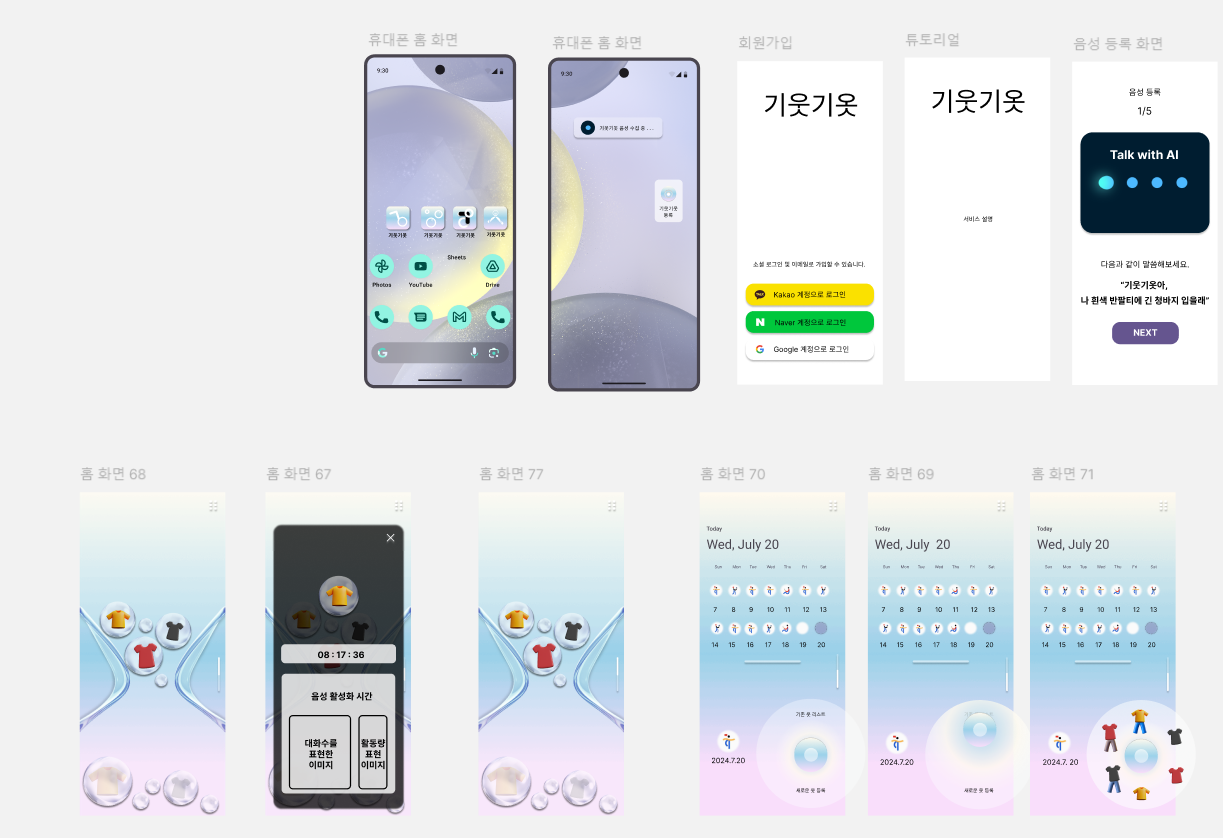 휴대폰 홈 화면
9:30
기웃기옷
기웃기옷
기웃기옷
기웃기옷
Sheets
Photos
YouTube
Drive
휴대폰 홈 화면
9:30
기웃기옷 음성 수집 중 . . . .
기웃기옷
등록
회원가입
기웃기옷
소셜 로그인 및 이메일로 가입할 수 있습니다.
Kakao 계정으로 로그인
Naver 계정으로 로그인
Google 계정으로 로그인
튜토리얼
기웃기옷
서비스 설명
음성 등록 화면
음성 등록
1/5
Talk with AI
다음과 같이 말씀해보세요.
“기웃기옷아,
나 흰색 반팔티에 긴 청바지 입을래”
NEXT
홈 화면 68
홈 화면 67
08 : 17 : 36
음성 활성화 시간
대화수를
표현한
이미지
활동량
표현
이미지
홈 화면 77
홈 화면 70
Today
Wed, July 20
Sun Mon Tue Wed Thu Fri Sat
7 8 9 10 11 12 13
14 15 16 17 18 19 20
기존 옷 리스트
2024.7.20
새로운 옷 등록
홈 화면 69
Today
Wed, July 20
Sun Mon Tue Wed Thu Fri Sat
7 8 9 10 11 12 13
14 15 16 17 18 19 20
2024.7.20
새로운 옷 등록
홈 화면 71
Today
Wed, July 20
Sun Mon Tue Wed Thu Fri Sat
7 8 9 10 11 12 13
14 15 16 17 18 19 20
2024.7. 20